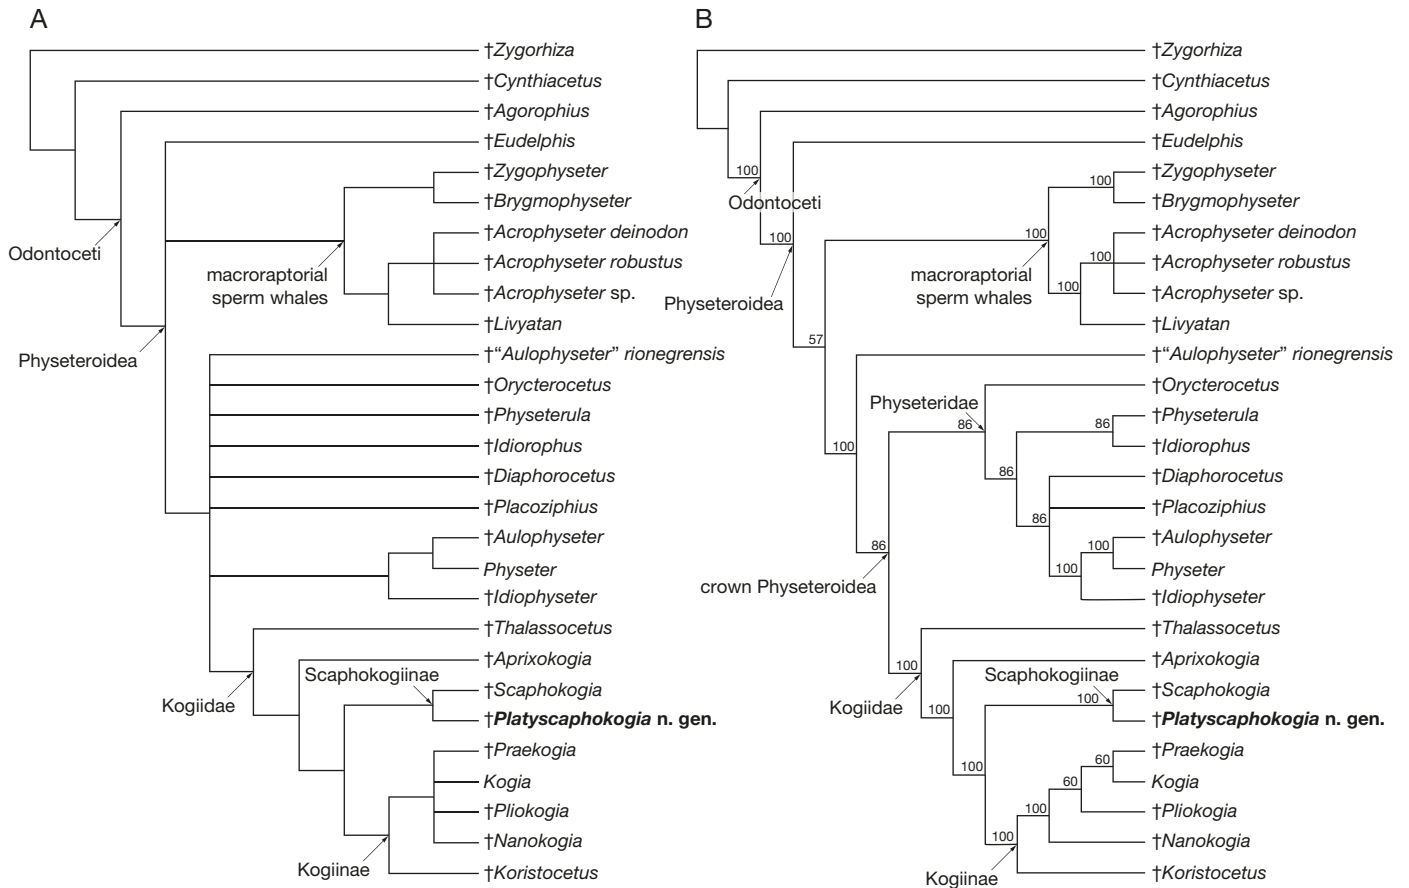 A
†Zygorhiza
†Cynthiacetus
†Agorophius
†Eudelphis
†Zygophyseter
†Brygmophyseter
†Acrophyseter deinodon
Odontoceti
†Acrophyseter robustus
macroraptorial
sperm whales
†Acrophyseter sp.
†Livyatan
Physeteroidea
†“Aulophyseter” rionegrensis
†Orycterocetus
†Physeterula
†Idiorophus
†Diaphorocetus
†Placoziphius
†Aulophyseter
Physeter
†Idiophyseter
†Thalassocetus
†Aprixokogia
Scaphokogiinae
†Scaphokogia
Kogiidae
†Platyscaphokogia n. gen.
†Praekogia
Kogia
†Pliokogia
†Nanokogia
Kogiinae
†Koristocetus
B
†Zygorhiza
†Cynthiacetus
†Agorophius
†Eudelphis
100
†Zygophyseter
100
Odontoceti
†Brygmophyseter
100
100
†Acrophyseter deinodon
100
†Acrophyseter robustus
macroraptorial
sperm whales
100
†Acrophyseter sp.
Physeteroidea
†Livyatan
57
†“Aulophyseter” rionegrensis
†Orycterocetus
Physeteridae
86
†Physeterula
86
100
†Idiorophus
86
†Diaphorocetus
†Placoziphius
86
†Aulophyseter
86
100
100
Physeter
crown Physeteroidea
†Idiophyseter
†Thalassocetus
100
†Aprixokogia
Scaphokogiinae
†Scaphokogia
100
Kogiidae
100
†Platyscaphokogia n. gen.
†Praekogia
60
100
Kogia
60
†Pliokogia
100
100
†Nanokogia
Kogiinae
†Koristocetus